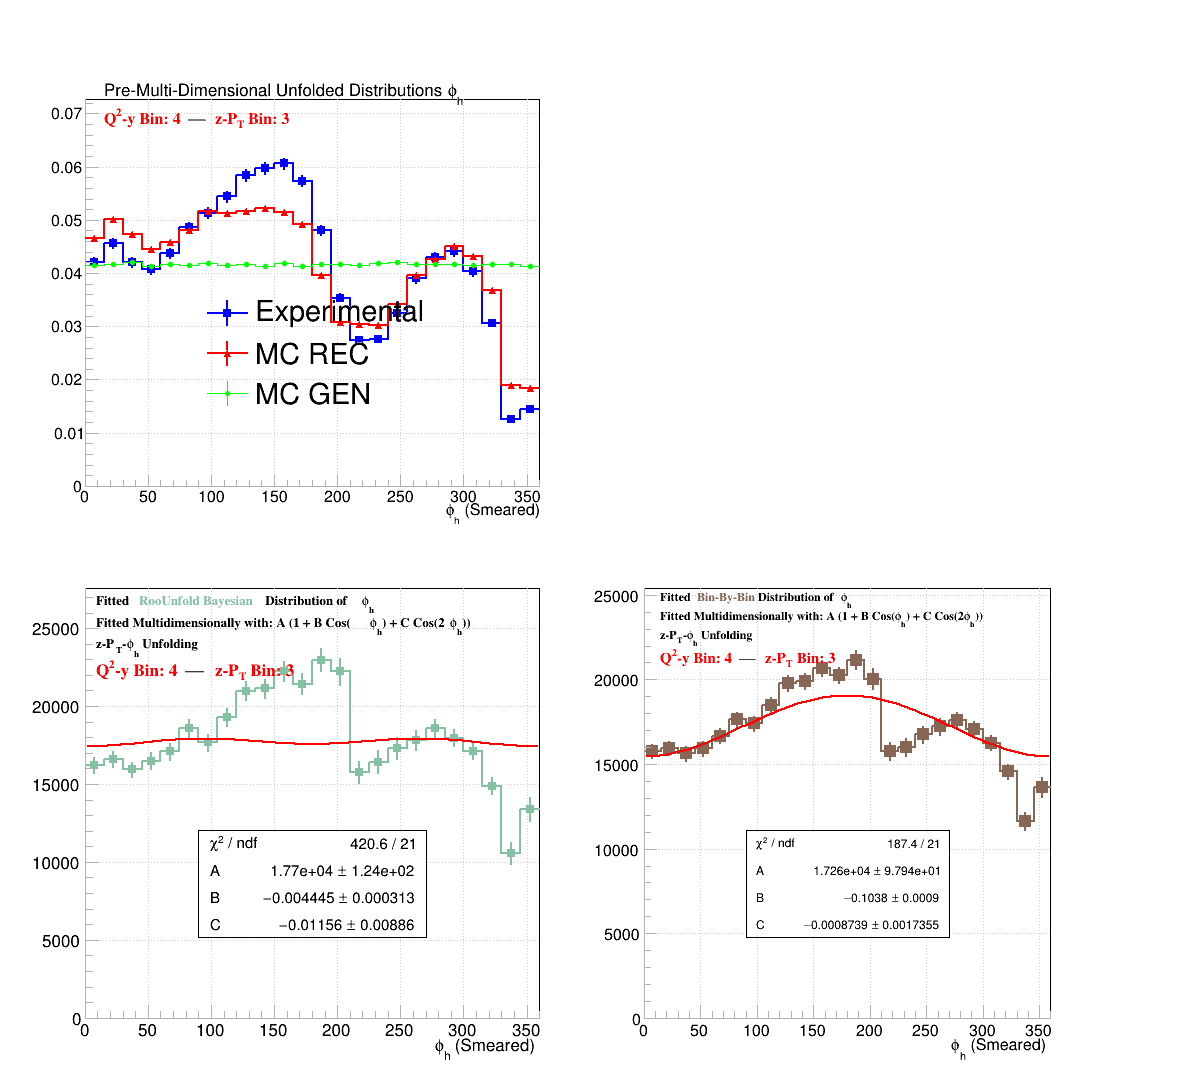 Pre-Multi-Dimensional Unfolded Distributions ϕh
Q2-y Bin: 4 — z-PT Bin: 3
0.07
0.06
0.05
0.04
0.03
0.02
0.01
0
Experimental
MC REC
MC GEN
0 50 100 150 200 250 300 350
ϕh (Smeared)
Fitted RooUnfold Bayesian Distribution of ϕh
Fitted Multidimensionally with: A (1 + B Cos( ϕh) + C Cos(2 ϕh))
z-PT-ϕh Unfolding
Q2-y Bin: 4 — z-PT Bin: 3
25000
20000
15000
10000
5000
0
χ2 / ndf 420.6 / 21
A 1.77e+04 ± 1.24e+02
B −0.004445 ± 0.000313
C −0.01156 ± 0.00886
0 50 100 150 200 250 300 350
ϕh (Smeared)
Fitted Bin-By-Bin Distribution of ϕh
Fitted Multidimensionally with: A (1 + B Cos(ϕh) + C Cos(2ϕh))
z-PT-ϕh Unfolding
Q2-y Bin: 4 — z-PT Bin: 3
25000
20000
15000
10000
5000
0
χ2 / ndf 187.4 / 21
A 1.726e+04 ± 9.794e+01
B −0.1038 ± 0.0009
C −0.0008739 ± 0.0017355
0 50 100 150 200 250 300 350
ϕh (Smeared)